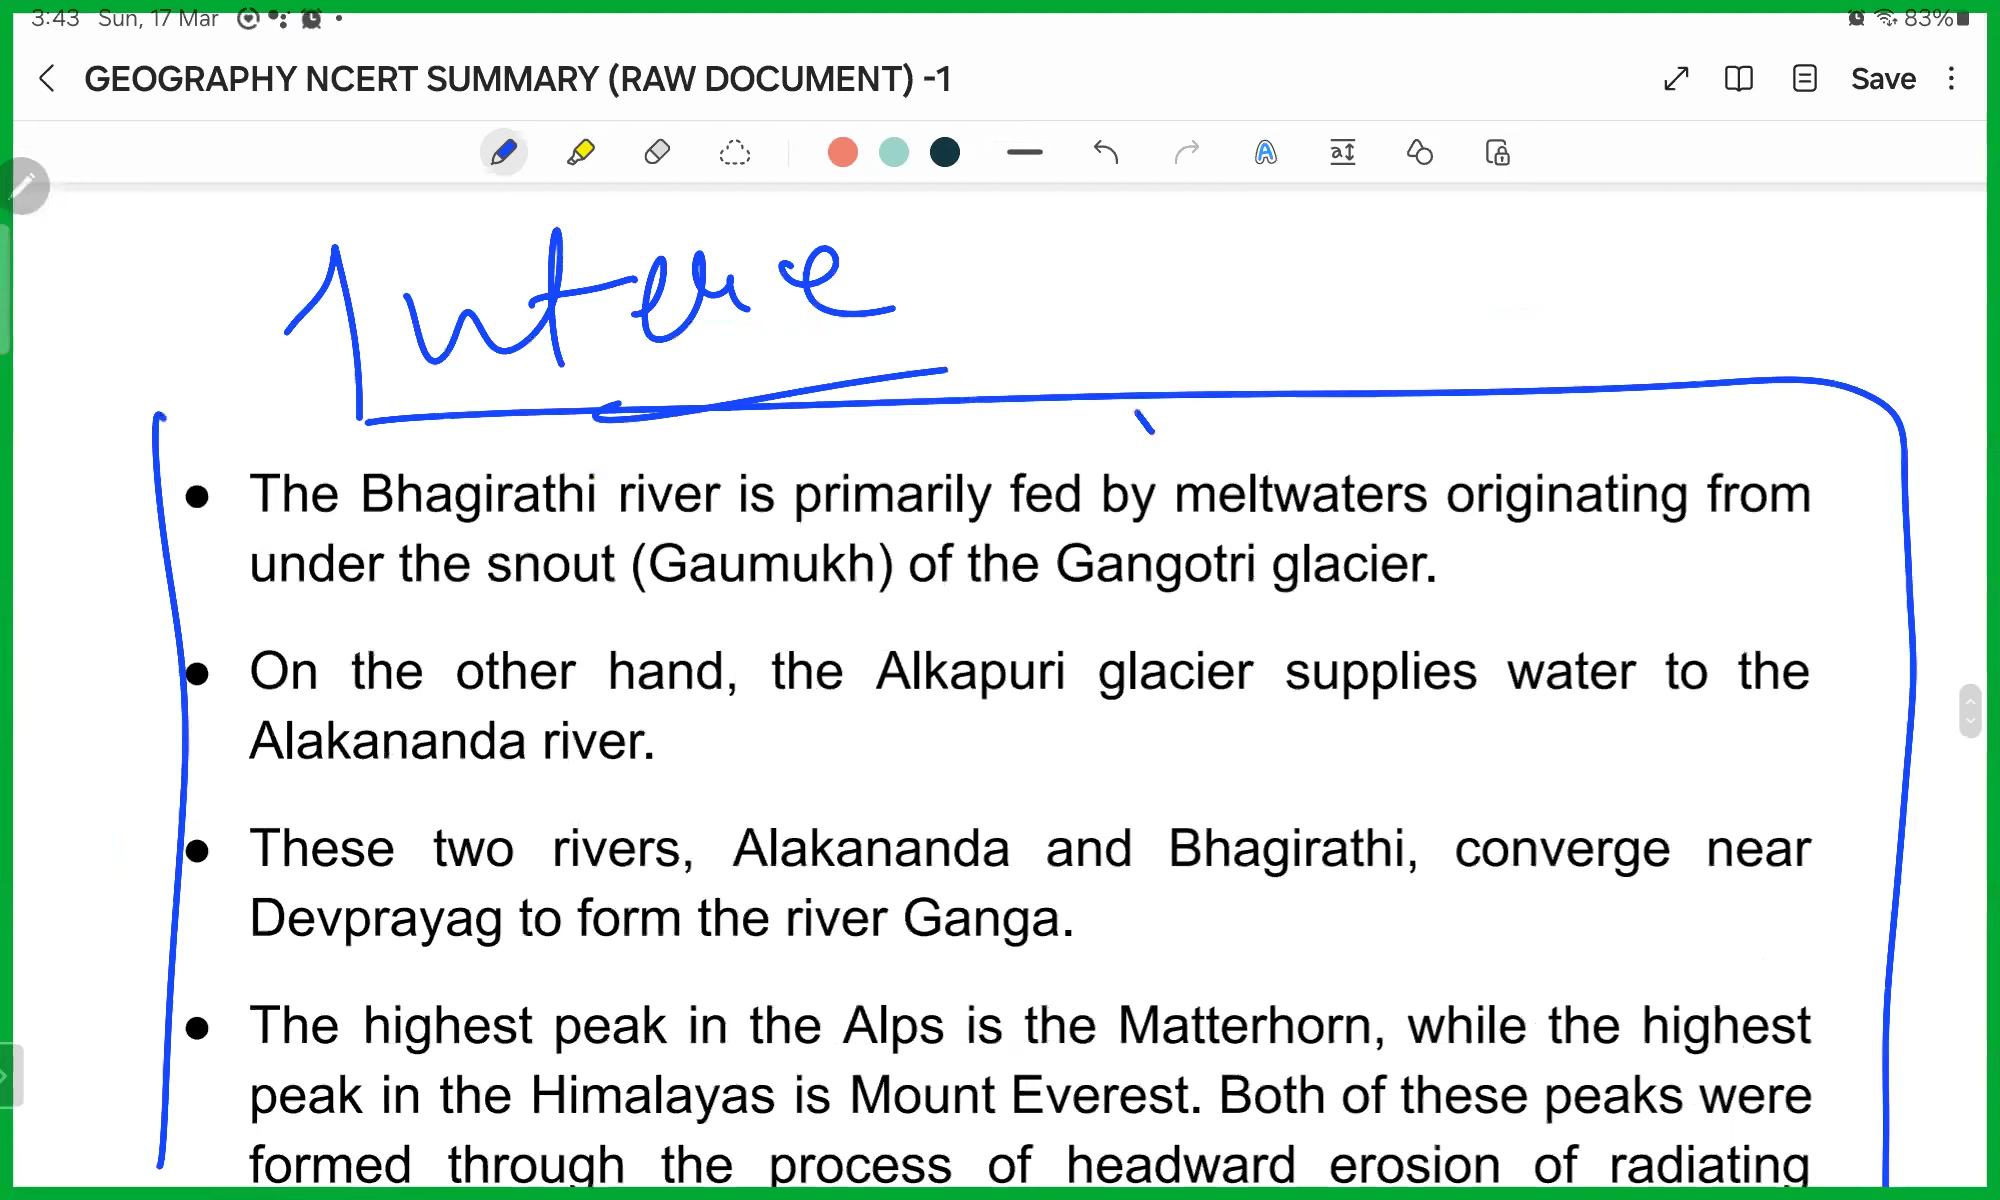 3:43 Sun, 17 Mar
83%
GEOGRAPHY NCERT SUMMARY (RAW DOCUMENT) -1
Save
● The Bhagirathi river is primarily fed by meltwaters originating from
under the snout (Gaumukh) of the Gangotri glacier.
● On the other hand, the Alkapuri glacier supplies water to the
Alakananda river.
● These two rivers, Alakananda and Bhagirathi, converge near
Devprayag to form the river Ganga.
● The highest peak in the Alps is the Matterhorn, while the highest
peak in the Himalayas is Mount Everest. Both of these peaks were
formed through the process of headward erosion of radiating